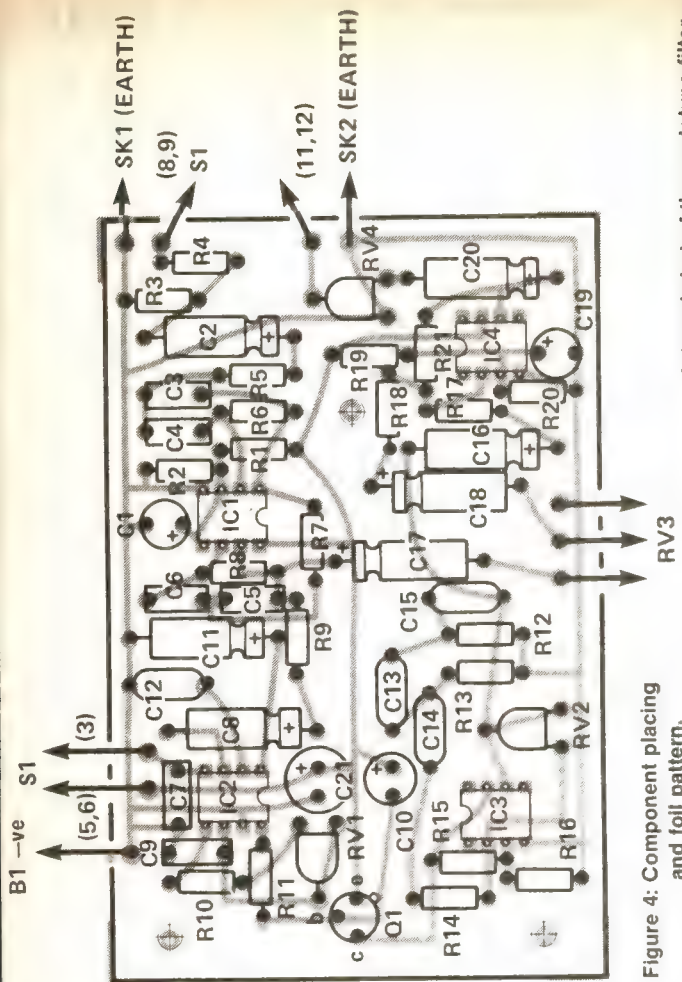 B1 –ve
S1
(5,6)
(3)
SK1 (EARTH)
(8,9)
S1
(11,12)
SK2 (EARTH)
C12
C11
C6
C1
R2
C4
C3
C2
R3
R4
C9
C7
C8
C5
R8
IC1
R1
R6
R5
R10
IC2
R9
R7
R11
C21
RV1
RV4
b
e
c
Q1
C10
C13
C14
C15
C17
C18
C16
R18
R19
R17
R21
IC4
C20
C19
R20
R14
R15
IC3
R16
RV2
R13
R12
RV3
Figure 4: Component placing
and foil pattern.
of the
filter